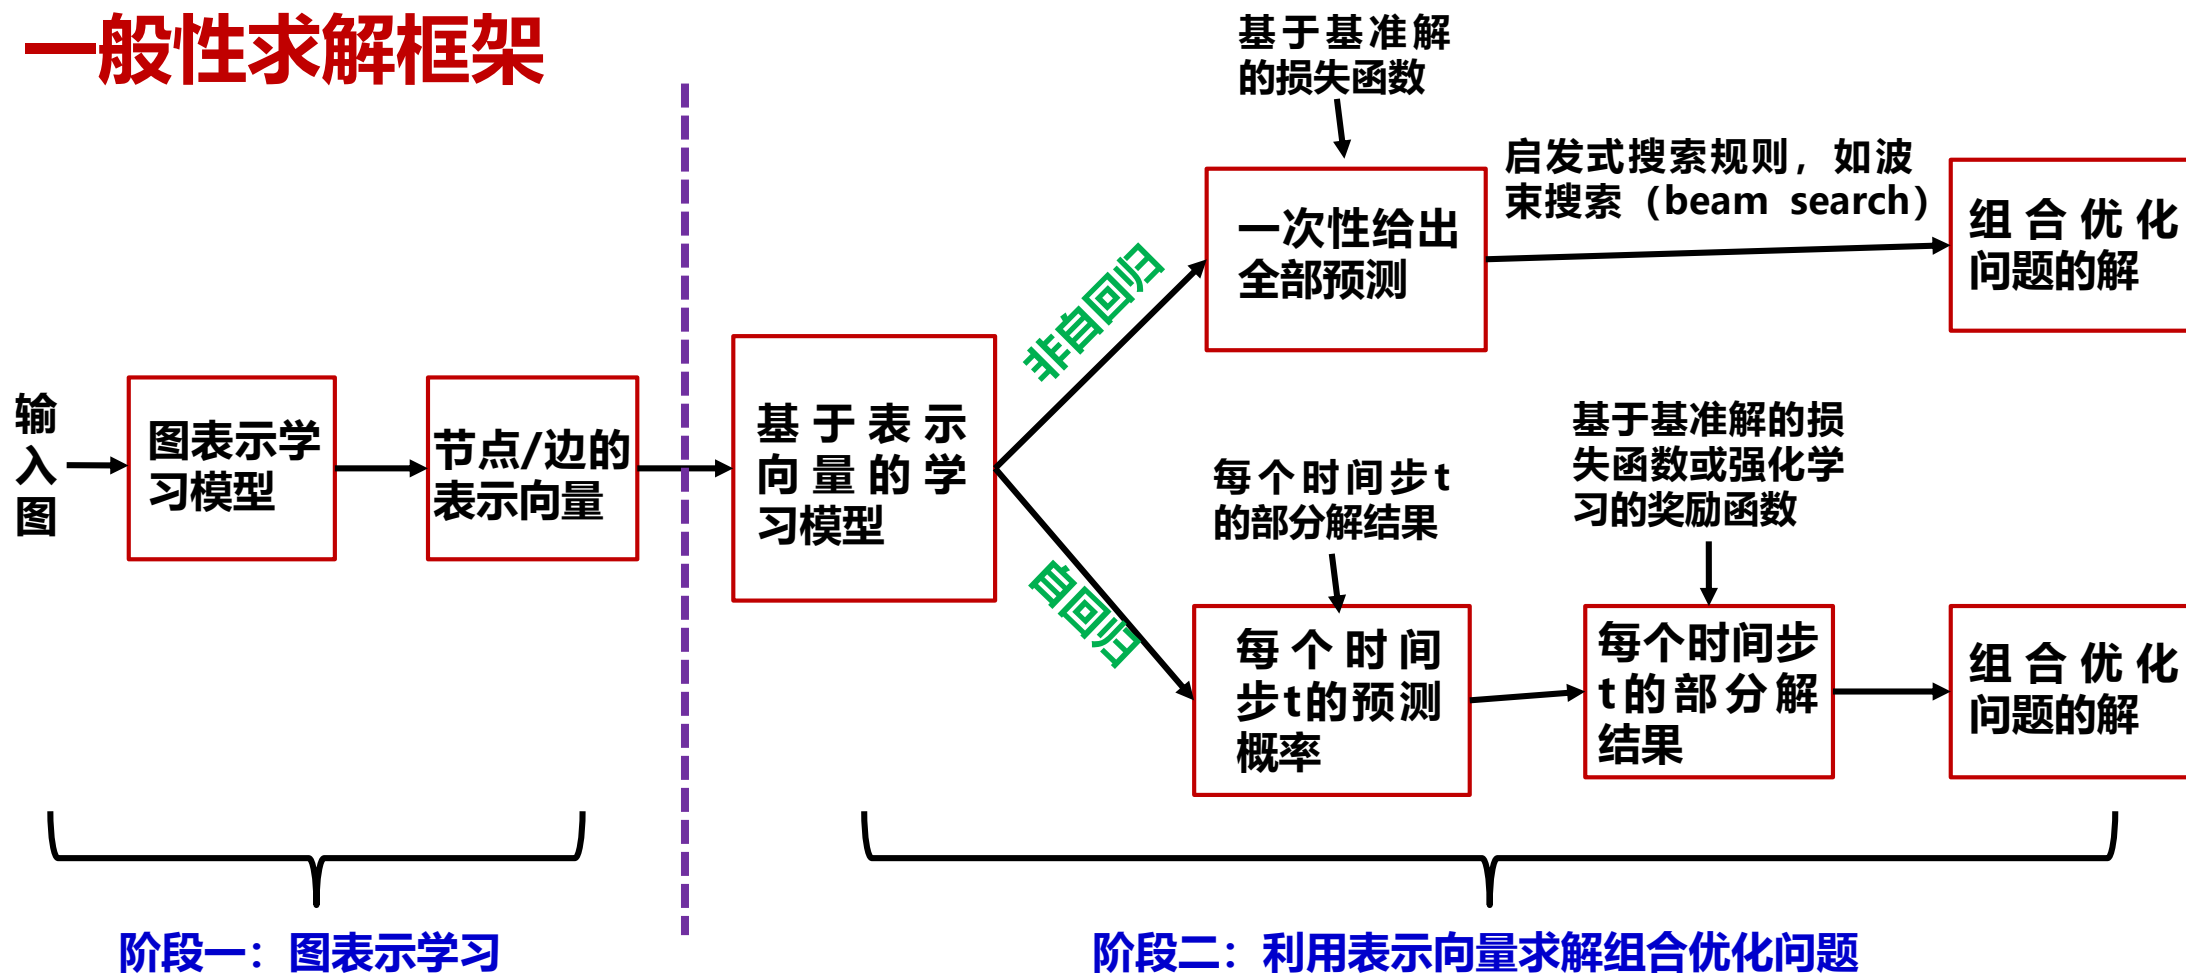 一般性求解框架
基于基准解
的损失函数
启发式搜索规则，如波
束搜索（beam search）
一次性给出
全部预测
组合优化
问题的解
非自回归
输
入
图
图表示学
习模型
节点/边的
表示向量
基于表示
向量的学
习模型
自回归
每个时间步t
的部分解结果
基于基准解的损
失函数或强化学
习的奖励函数
每个时间
步t的预测
概率
每个时间步
t的部分解
结果
组合优化
问题的解
阶段一：图表示学习
阶段二：利用表示向量求解组合优化问题